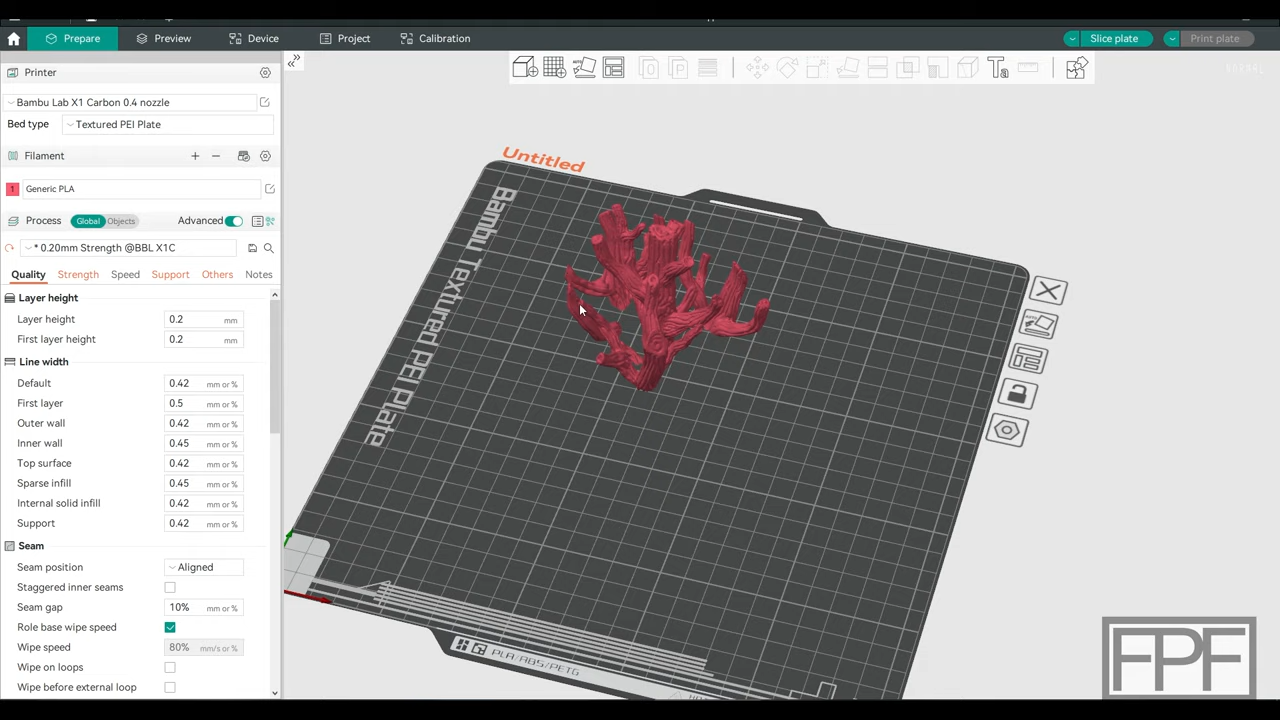 Prepare
Preview
Device
Project
Calibration
Slice plate
Print plate
Printer
Bambu Lab X1 Carbon 0.4 nozzle
Bed type
Textured PEI Plate
Filament
1 Generic PLA
Process Global Objects Advanced
* 0.20mm Strength @BBL X1C
Quality Strength Speed Support Others Notes
Layer height
Layer height 0.2 mm
First layer height 0.2 mm
Line width
Default 0.42 mm or %
First layer 0.5 mm or %
Outer wall 0.42 mm or %
Inner wall 0.45 mm or %
Top surface 0.42 mm or %
Sparse infill 0.45 mm or %
Internal solid infill 0.42 mm or %
Support 0.42 mm or %
Seam
Seam position Aligned
Staggered inner seams
Seam gap 10% mm or %
Role base wipe speed
Wipe speed 80% mm/s or %
Wipe on loops
Wipe before external loop
AUTO
O
P
T
NORMAL
Untitled
Bambu Textured PEI Plate
AUTO
PLA/ABS/PETG
FPF